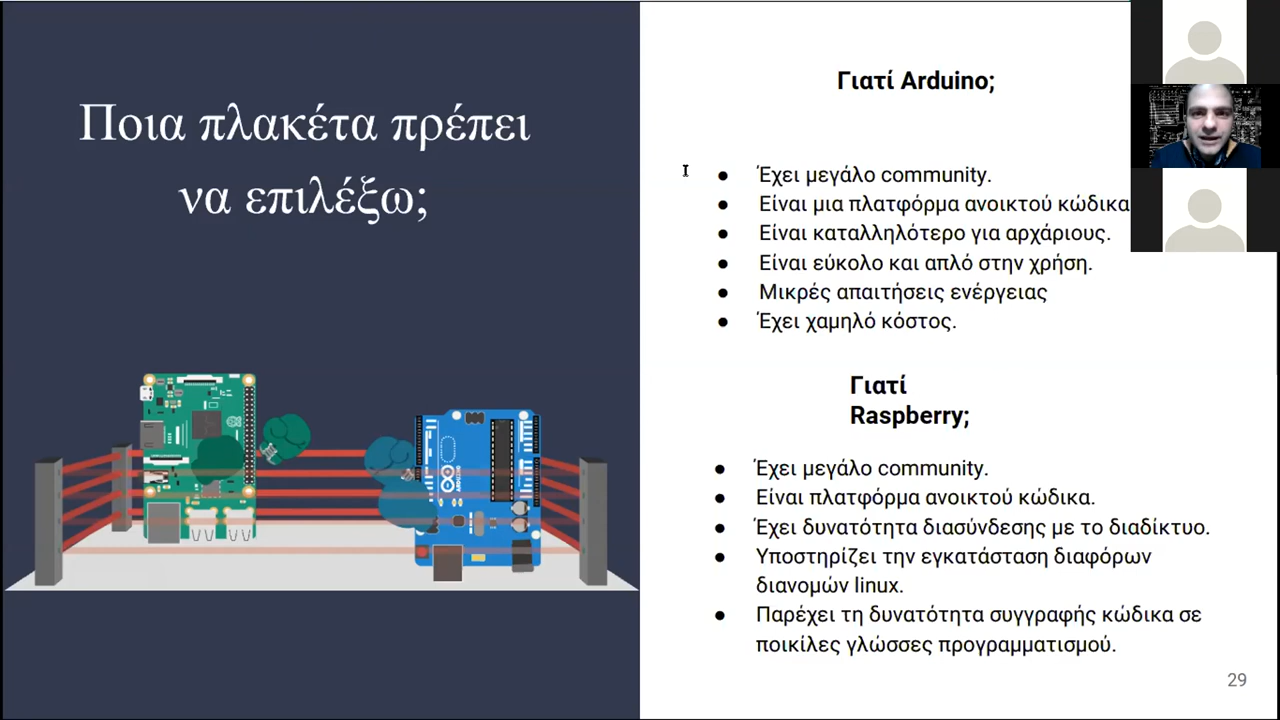 Ποια πλακέτα πρέπει
να επιλέξω;
Γιατί Arduino;
● Έχει μεγάλο community.
● Είναι μια πλατφόρμα ανοικτού κώδικα
● Είναι καταλληλότερο για αρχάριους.
● Είναι εύκολο και απλό στην χρήση.
● Μικρές απαιτήσεις ενέργειας
● Έχει χαμηλό κόστος.
Γιατί
Raspberry;
● Έχει μεγάλο community.
● Είναι πλατφόρμα ανοικτού κώδικα.
● Έχει δυνατότητα διασύνδεσης με το διαδίκτυο.
● Υποστηρίζει την εγκατάσταση διαφόρων
διανομών linux.
● Παρέχει τη δυνατότητα συγγραφής κώδικα σε
ποικίλες γλώσσες προγραμματισμού.
29
ARDUINO